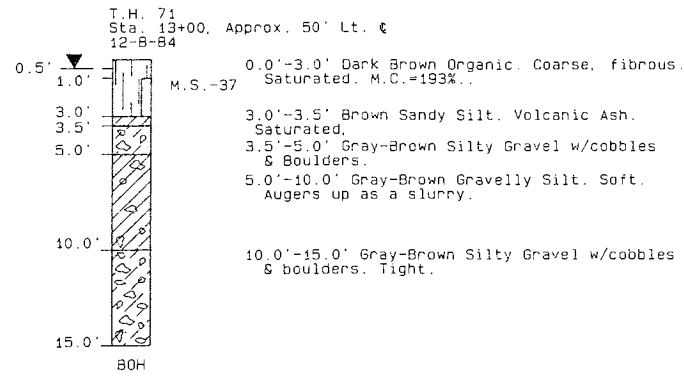 T.H. 71
Sta. 13+00, Approx. 50' Lt. ℄
12-8-84
0.5'
1.0'
M.S.-37
0.0'-3.0' Dark Brown Organic. Coarse, fibrous.
Saturated. M.C.=193%..
3.0'
3.0'-3.5' Brown Sandy Silt. Volcanic Ash.
Saturated,
3.5'
3.5'-5.0' Gray-Brown Silty Gravel w/cobbles
& Boulders.
5.0'
5.0'-10.0' Gray-Brown Gravelly Silt. Soft.
Augers up as a slurry.
10.0'
10.0'-15.0' Gray-Brown Silty Gravel w/cobbles
& boulders. Tight.
15.0'
BOH